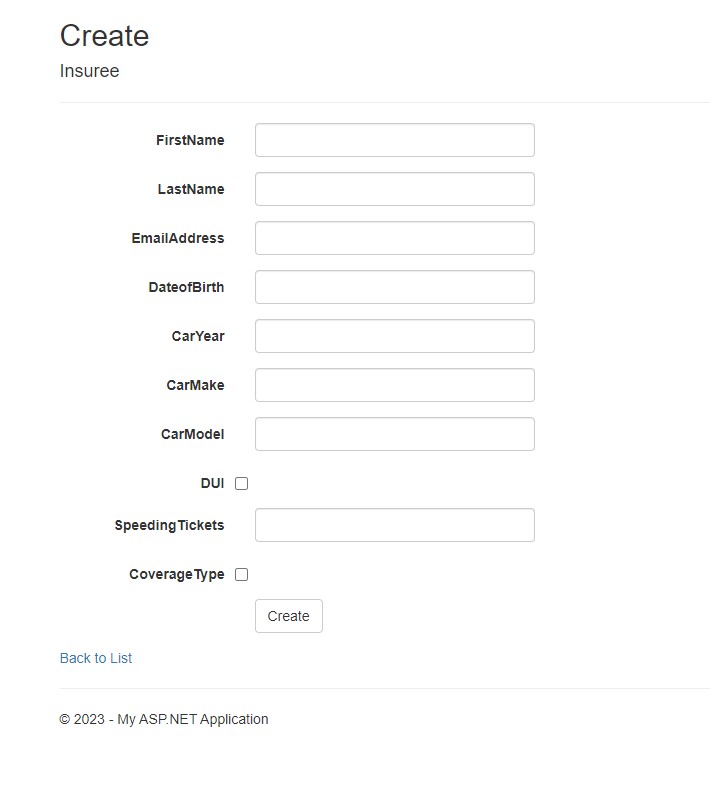 Create
Insuree
FirstName
LastName
EmailAddress
DateofBirth
CarYear
CarMake
CarModel
DUI
SpeedingTickets
CoverageType
Create
Back to List
© 2023 - My ASP.NET Application